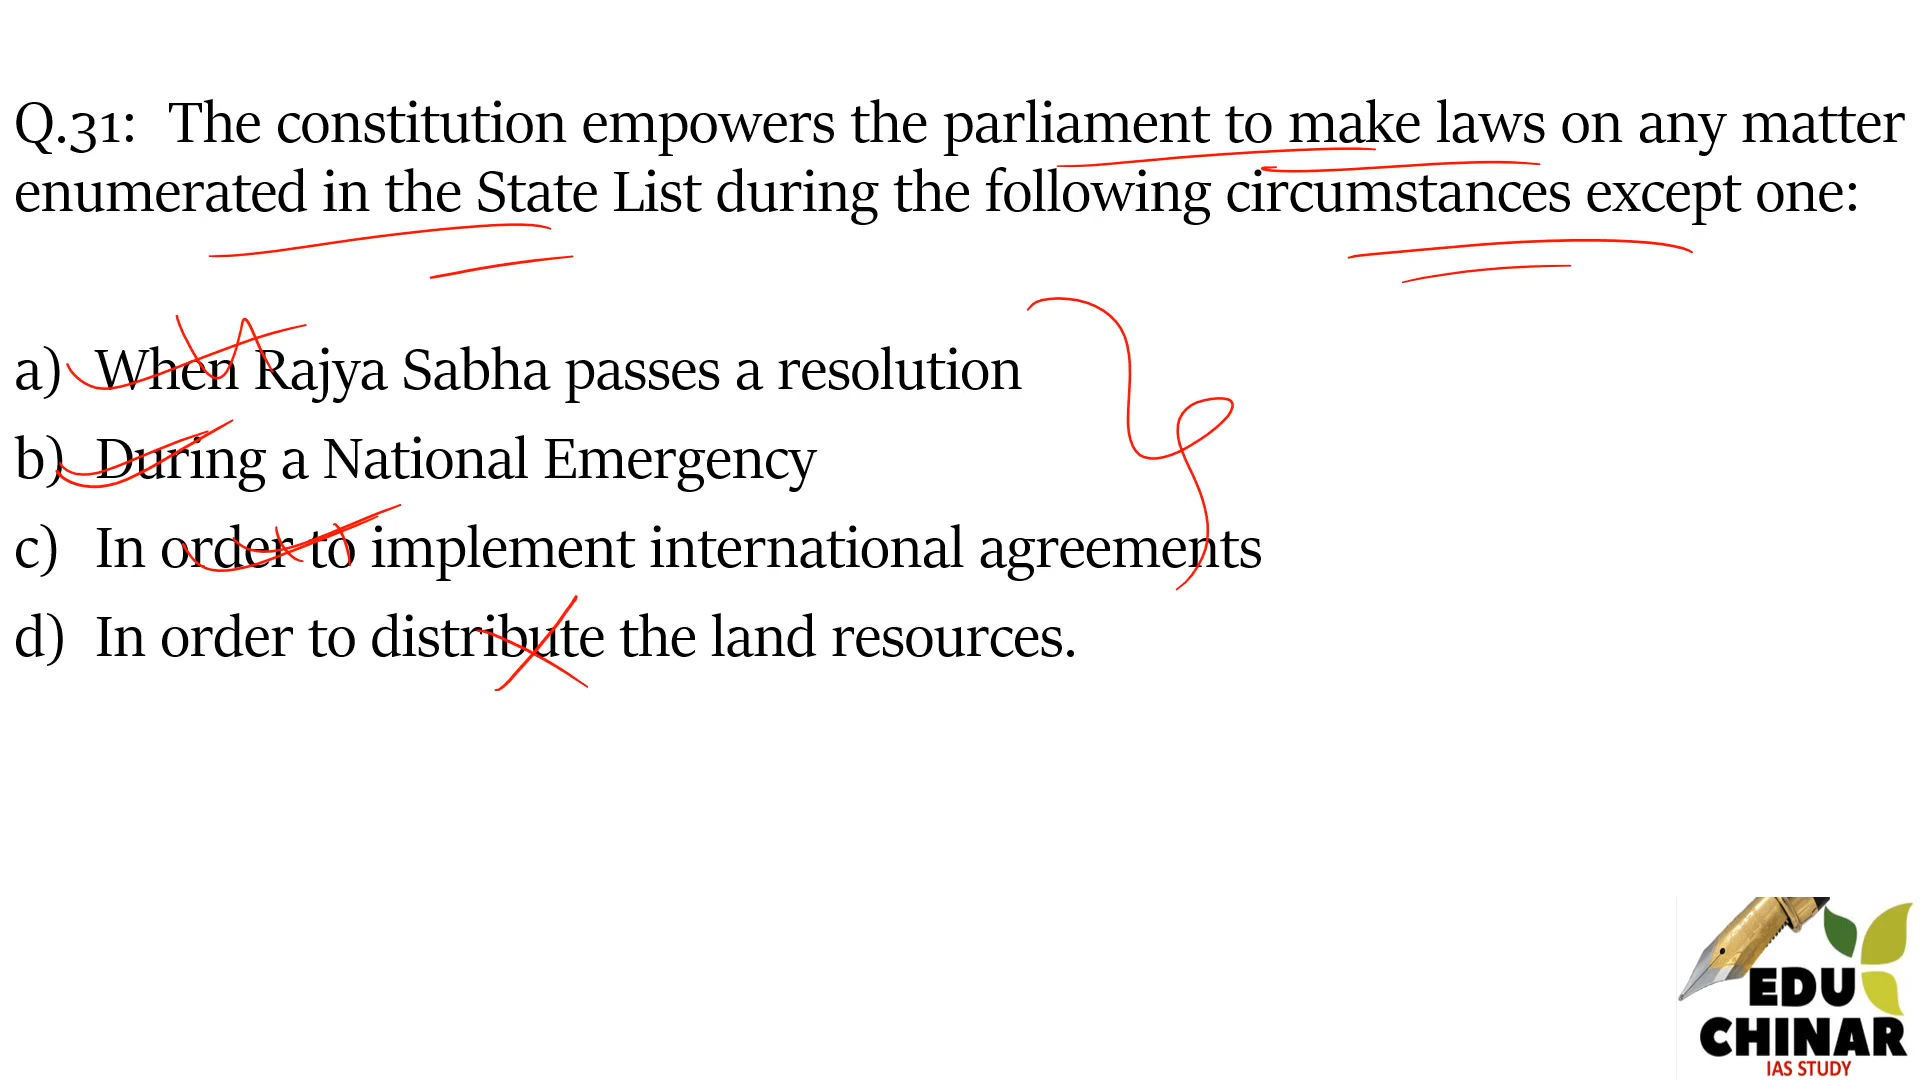 Q.31: The constitution empowers the parliament to make laws on any matter
enumerated in the State List during the following circumstances except one:
a) When Rajya Sabha passes a resolution
b) During a National Emergency
c) In order to implement international agreements
d) In order to distribute the land resources.
EDU
CHINAR
IAS STUDY